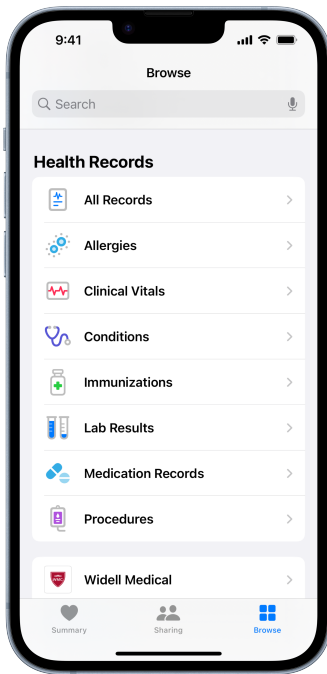 9:41
Browse
Search
Health Records
All Records
Allergies
Clinical Vitals
Conditions
Immunizations
Lab Results
Medication Records
Procedures
WMC
Widell Medical
Summary
Sharing
Browse